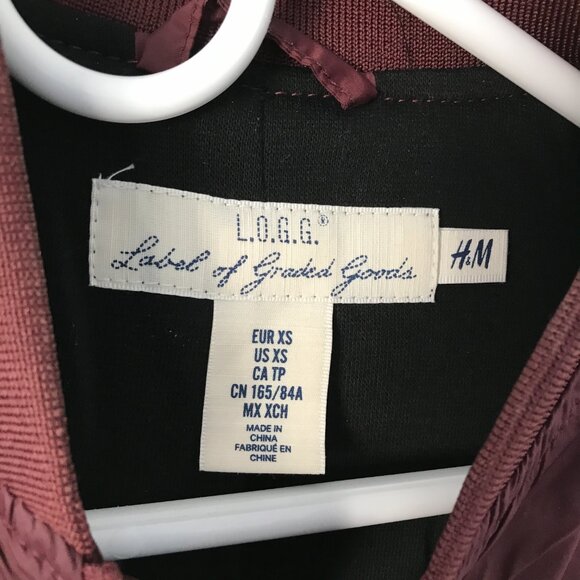 L.O.G.G.®
Label of Graded Goods
H&M
EUR XS
US XS
CA TP
CN 165/84A
MX XCH
MADE IN
CHINA
FABRIQUÉ EN
CHINE